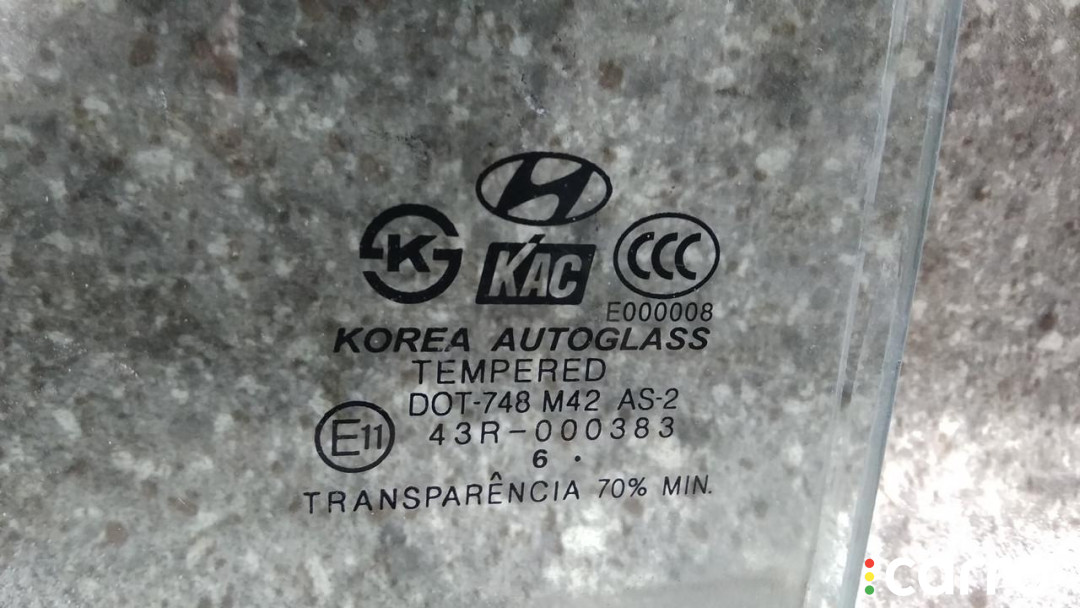 K
KAC
CCC
E000008
KOREA AUTOGLASS
TEMPERED
DOT-748 M42 AS-2
E11
43R-000383
6 .
TRANSPARÊNCIA 70% MIN.